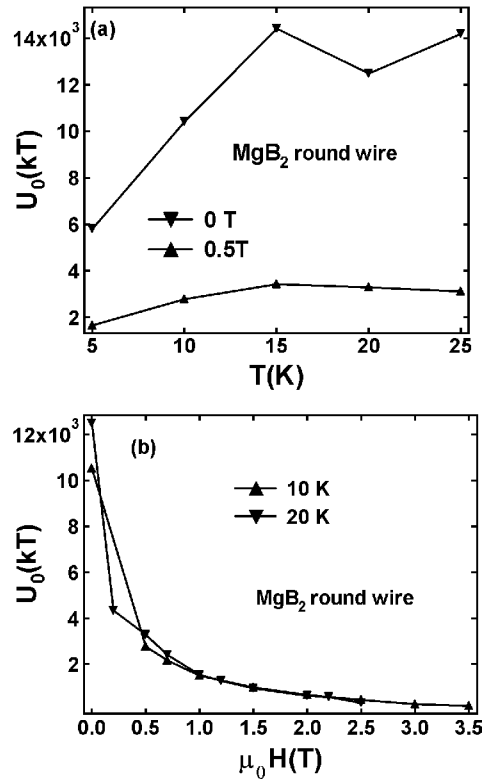 (a)
14x10³
12
10
8
6
4
2
U₀(kT)
MgB₂ round wire
0 T
0.5T
5
10
15
20
25
T(K)
(b)
12x10³
10
8
6
4
2
U₀(kT)
10 K
20 K
MgB₂ round wire
0.0
0.5
1.0
1.5
2.0
2.5
3.0
3.5
μ₀H(T)